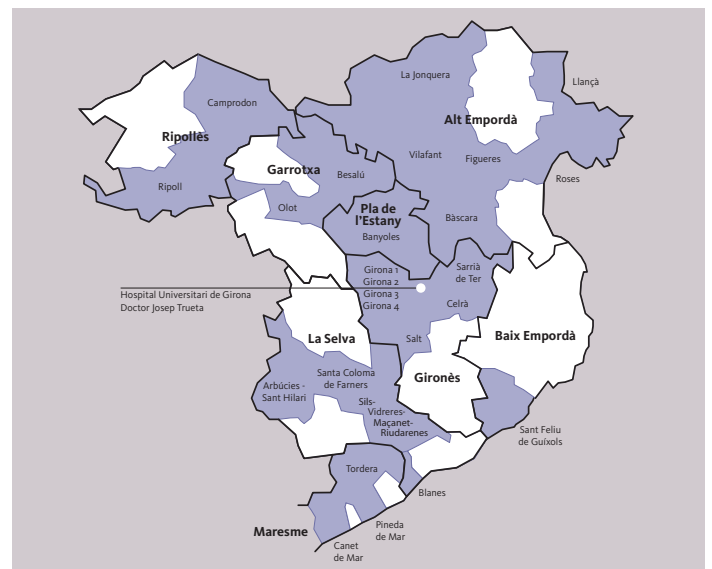 La Jonquera
Llançà
Camprodon
Alt Empordà
Ripollès
Vilafant
Figueres
Garrotxa
Besalú
Roses
Ripoll
Olot
Pla de
l'Estany
Bàscara
Banyoles
Girona 1
Girona 2
Girona 3
Girona 4
Sarrià
de Ter
Hospital Universitari de Girona
Doctor Josep Trueta
Celrà
La Selva
Salt
Baix Empordà
Santa Coloma
de Farners
Gironès
Arbúcies -
Sant Hilari
Sils-
Vidreres-
Maçanet-
Riudarenes
Sant Feliu
de Guíxols
Tordera
Blanes
Maresme
Pineda
de Mar
Canet
de Mar